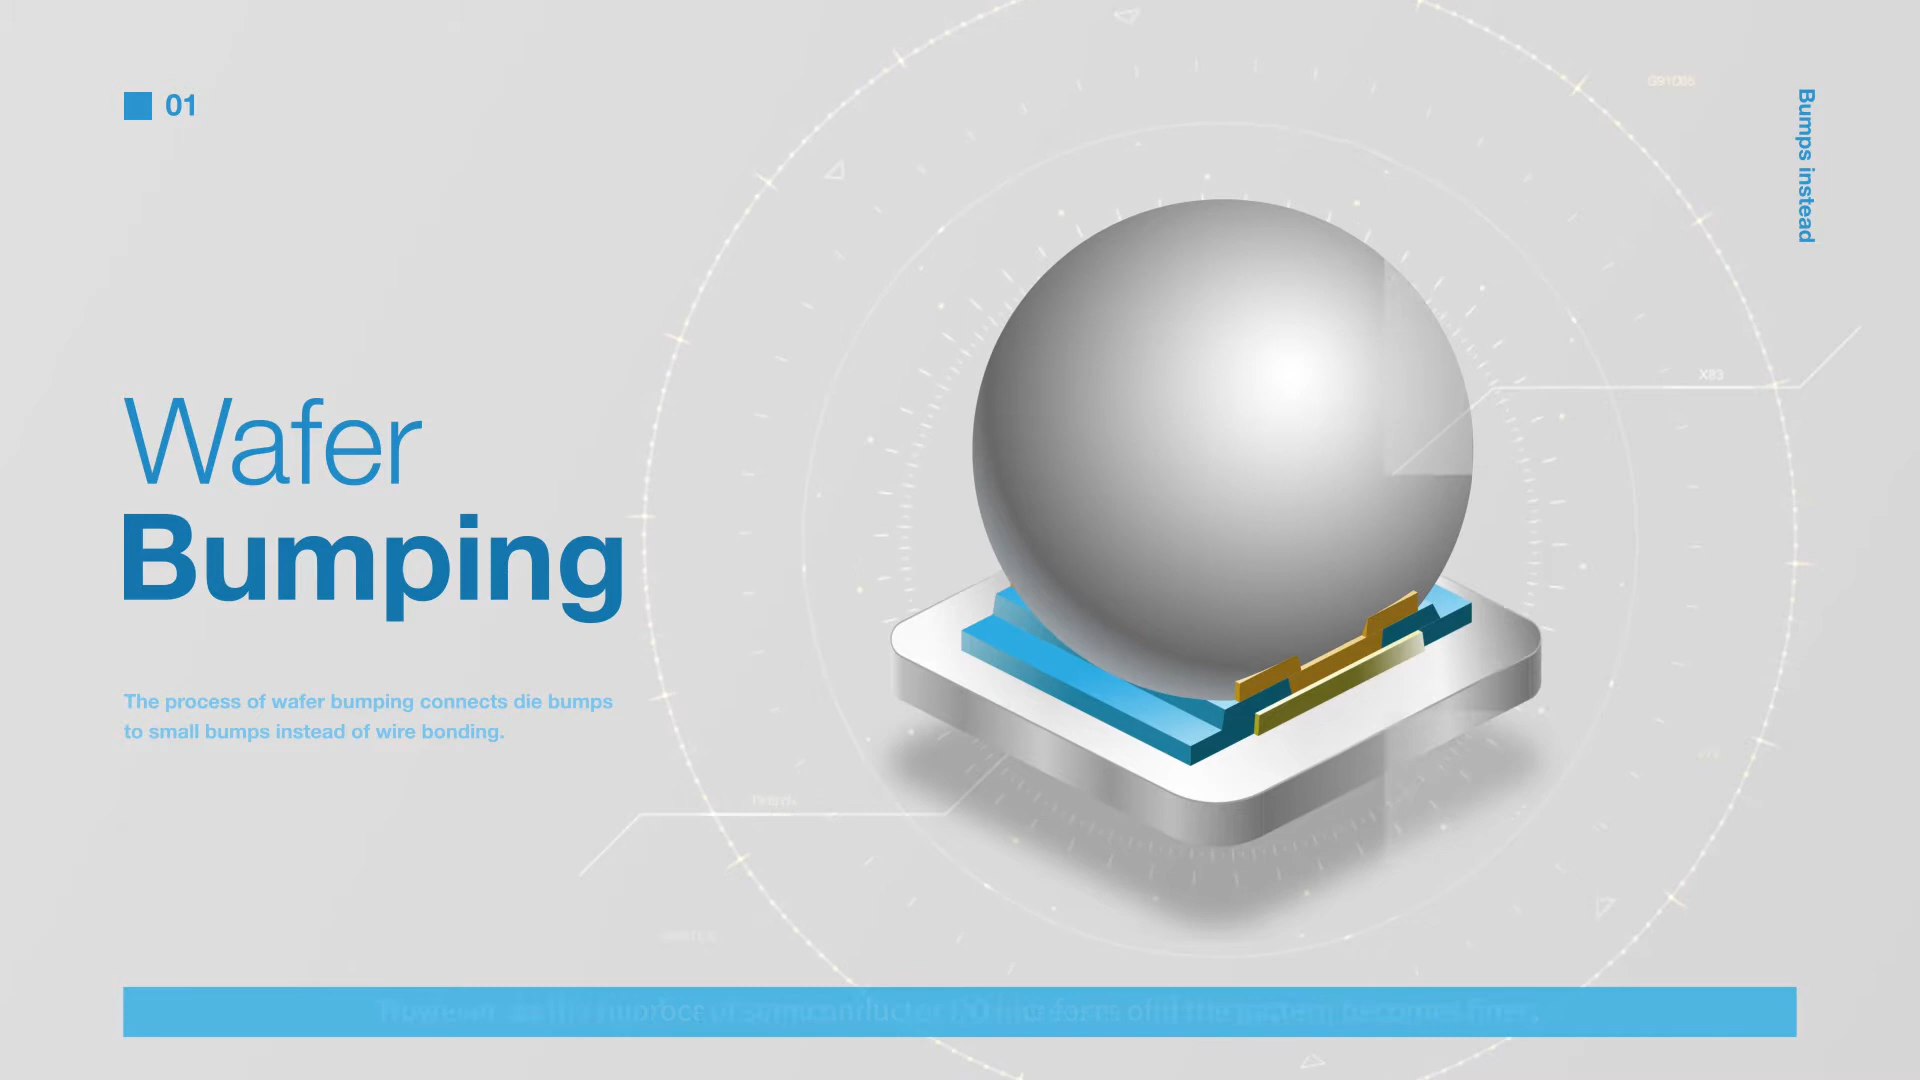 01
Bumps instead
Wafer
Bumping
The process of wafer bumping connects die bumps
to small bumps instead of wire bonding.
X83